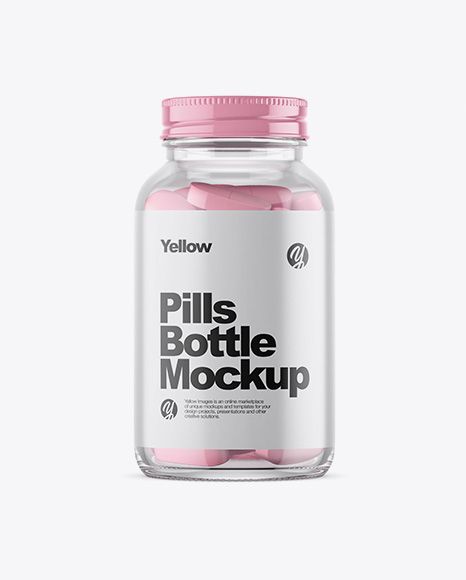 Yellow
Pills
Bottle
Mockup
Yellow Images is an online marketplace
of unique mockups and templates for your
design projects, presentations and other
creative solutions.